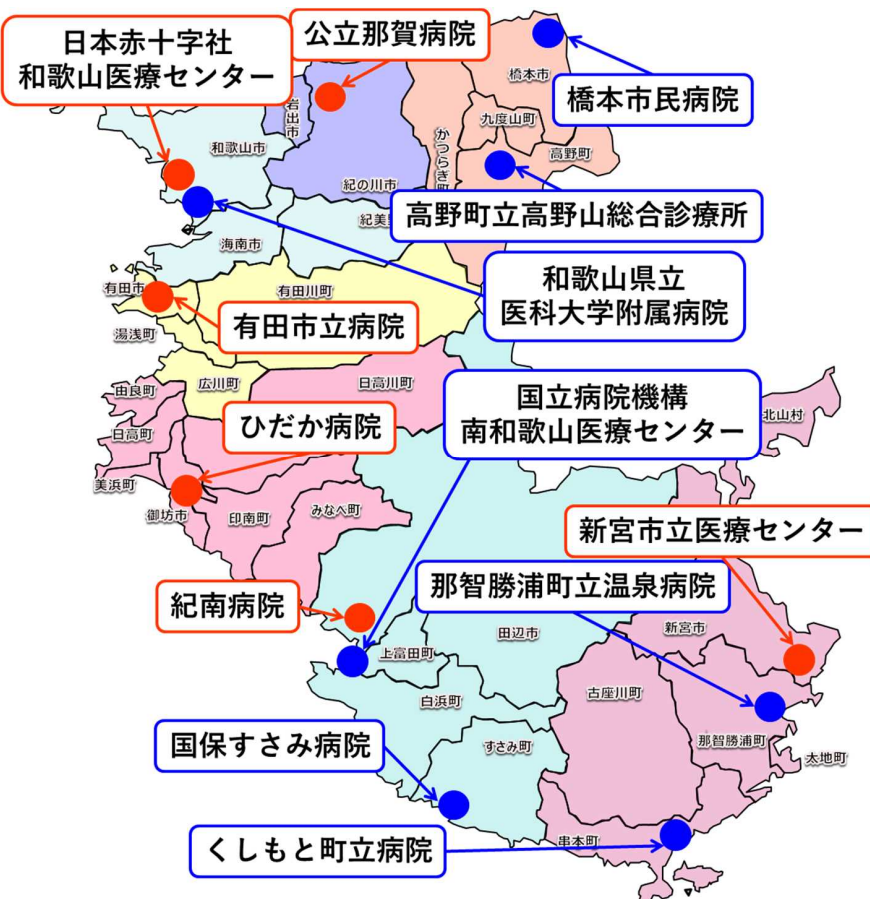 日本赤十字社
和歌山医療センター
公立那賀病院
橋本市
橋本市民病院
岩出市
九度山町
かつらぎ町
高野町
和歌山市
紀の川市
高野町立高野山総合診療所
紀美
海南市
和歌山県立
医科大学附属病院
有田市
有田川町
有田市立病院
湯浅町
広川町
日高川町
由良町
国立病院機構
南和歌山医療センター
北山村
ひだか病院
日高町
美浜町
御坊市
印南町
みなべ町
新宮市立医療センター
那智勝浦町立温泉病院
紀南病院
田辺市
新宮市
上富田町
白浜町
古座川町
国保すさみ病院
すさみ町
那智勝浦町
太地町
くしもと町立病院
串本町